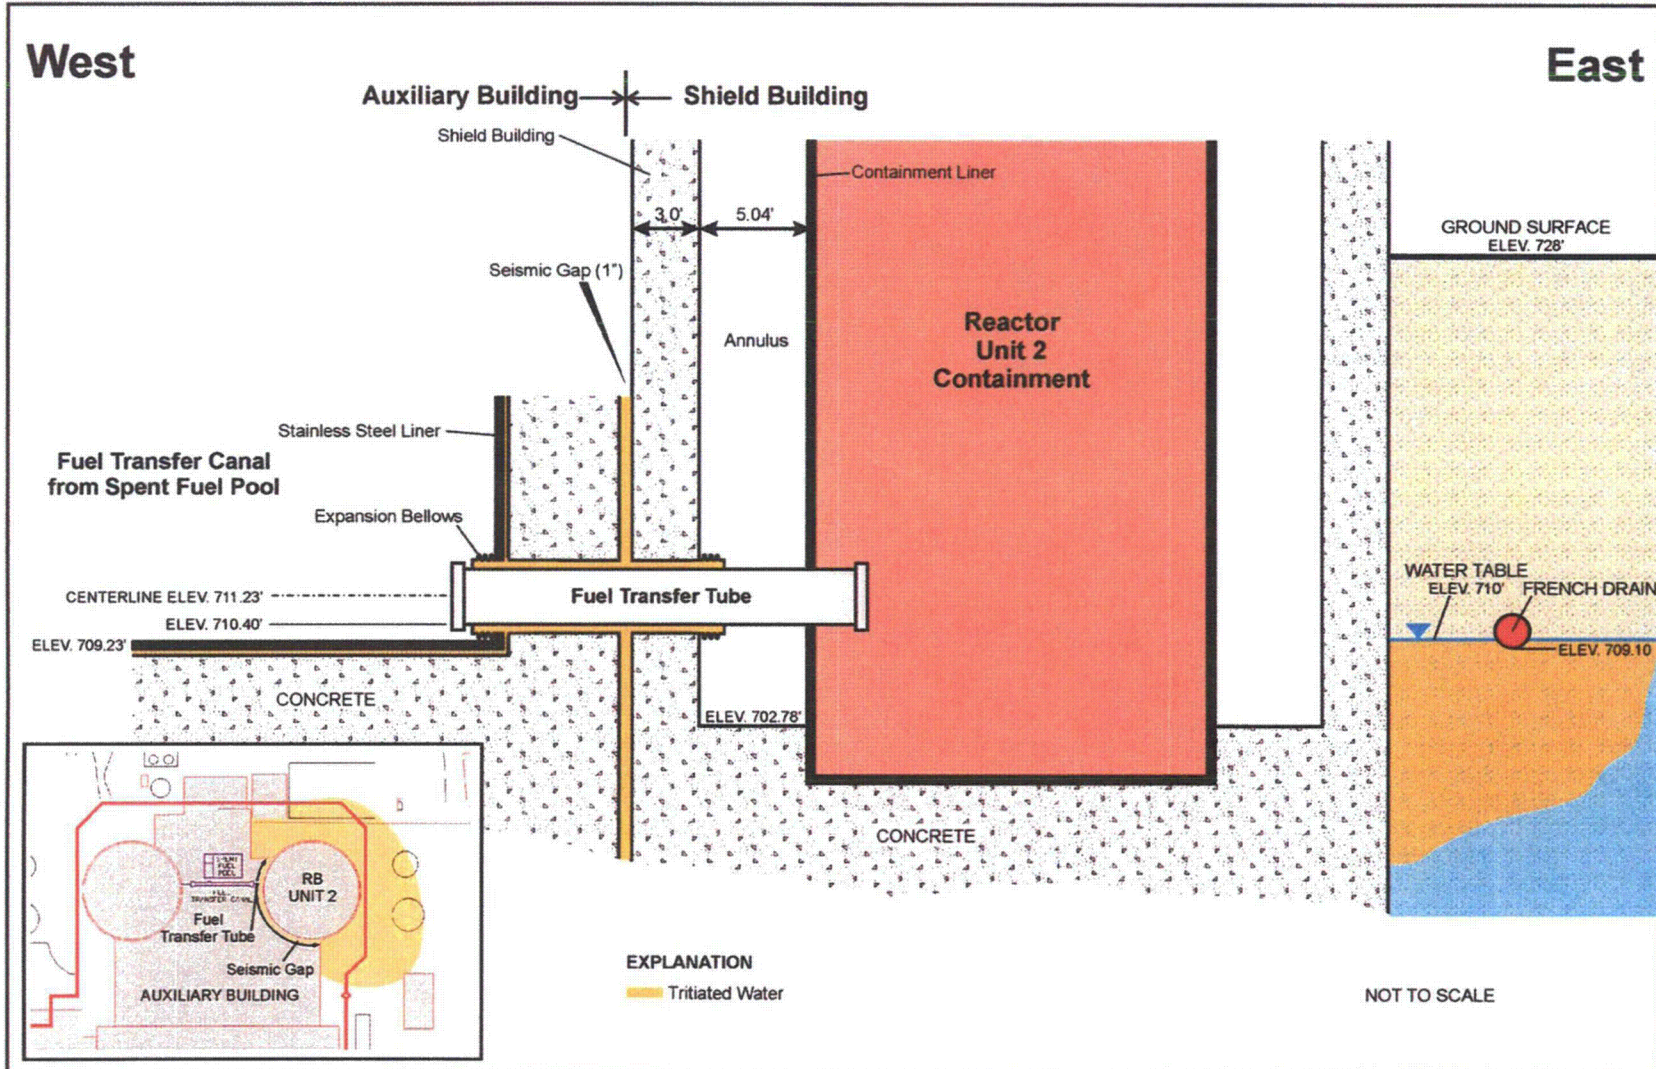 West
East
Auxiliary Building
Shield Building
Shield Building
Containment Liner
3.0'
5.04'
GROUND SURFACE
ELEV. 728'
Seismic Gap (1")
Annulus
Reactor
Unit 2
Containment
Stainless Steel Liner
Fuel Transfer Canal
from Spent Fuel Pool
Expansion Bellows
WATER TABLE
ELEV. 710'
FRENCH DRAIN
CENTERLINE ELEV. 711.23'
Fuel Transfer Tube
ELEV. 710.40'
ELEV. 709.23'
ELEV. 709.10
CONCRETE
ELEV. 702.78'
CONCRETE
RB
UNIT 2
FUEL
POOL
TRANSFER CANAL
Fuel
Transfer Tube
Seismic Gap
AUXILIARY BUILDING
EXPLANATION
Tritiated Water
NOT TO SCALE